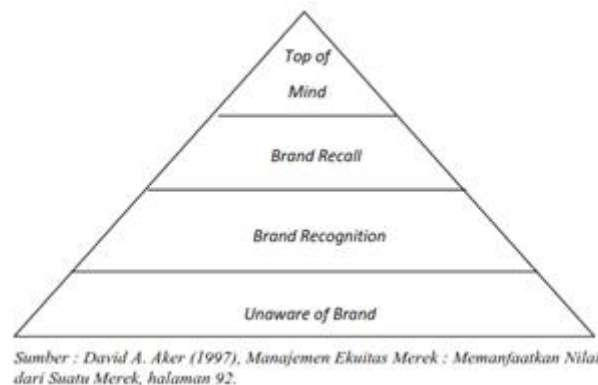 Top of
Mind
Brand Recall
Brand Recognition
Unaware of Brand
Sumber : David A. Aker (1997), Manajemen Ekuitas Merek : Memanfaatkan Nilai
dari Suatu Merek, halaman 92.